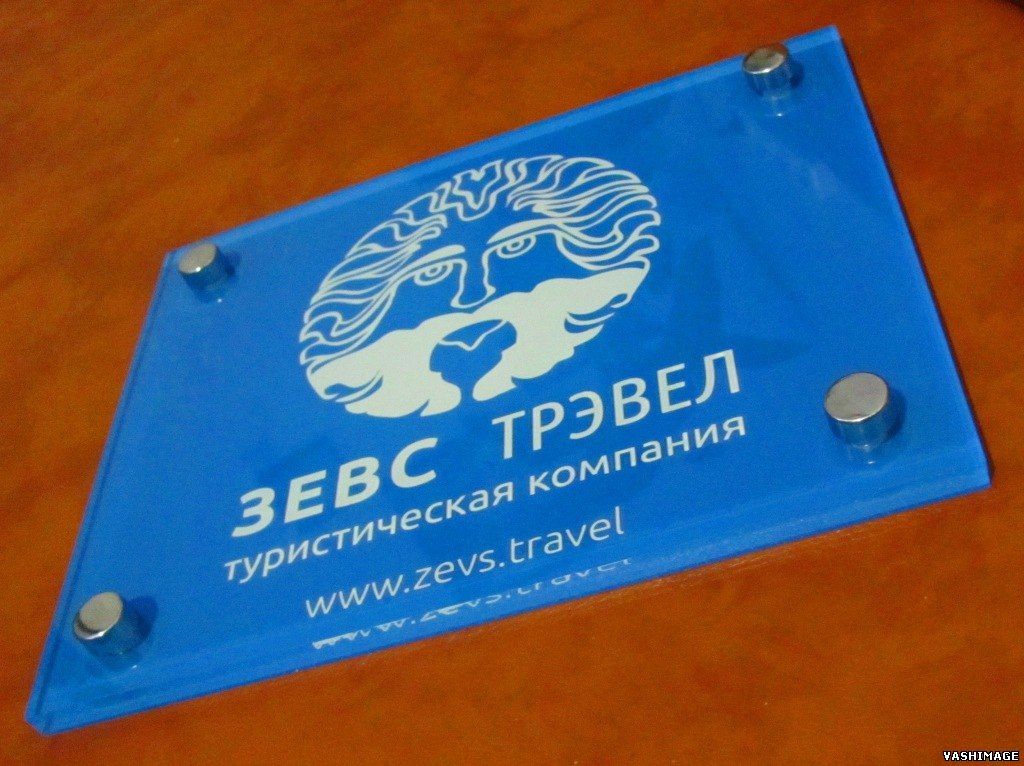 ЗЕВС ТРЭВЕЛ
туристическая компания
www.zevs.travel
VASHIMAGE